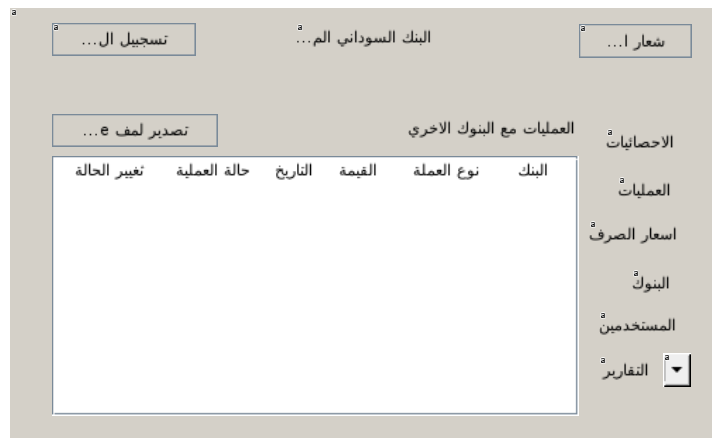 شعار ا...
البنك السوداني الم...
تسجيل ال...
العمليات مع البنوك الاخري
تصدير لمف e...
البنك نوع العملة القيمة التاريخ حالة العملية تغيير الحالة
الاحصائيات
العمليات
اسعار الصرف
البنوك
المستخدمين
التقارير